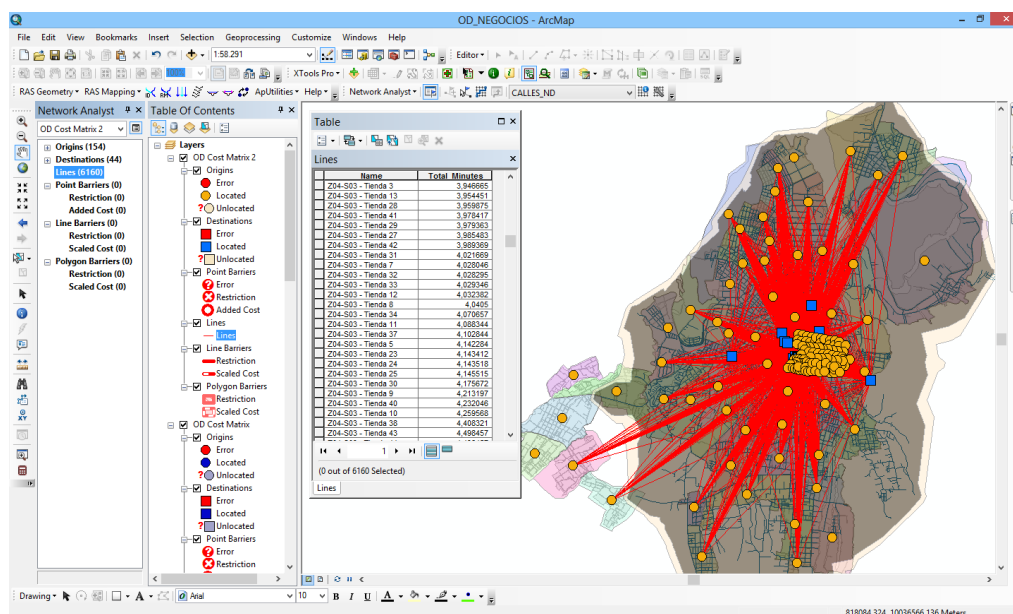 OD_NEGOCIOS - ArcMap
File Edit View Bookmarks Insert Selection Geoprocessing Customize Windows Help
1:58.291 Editor
100% XTools Pro
RAS Geometry RAS Mapping ApUtilities Help Network Analyst CALLES_ND
Network Analyst
OD Cost Matrix 2
Origins (154)
Destinations (44)
Lines (6160)
Point Barriers (0)
Restriction (0)
Added Cost (0)
Line Barriers (0)
Restriction (0)
Scaled Cost (0)
Polygon Barriers (0)
Restriction (0)
Scaled Cost (0)
Table Of Contents
Layers
OD Cost Matrix 2
Origins
Error
Located
Unlocated
Destinations
Error
Located
Unlocated
Point Barriers
Error
Restriction
Added Cost
Lines
Lines
Line Barriers
Restriction
Scaled Cost
Polygon Barriers
Restriction
Scaled Cost
OD Cost Matrix
Origins
Error
Located
Unlocated
Destinations
Error
Located
Unlocated
Point Barriers
Error
Restriction
Table
Lines
Name Total Minutes
Z04-S03 - Tienda 3 3,946665
Z04-S03 - Tienda 13 3,954451
Z04-S03 - Tienda 28 3,959875
Z04-S03 - Tienda 41 3,978417
Z04-S03 - Tienda 29 3,979363
Z04-S03 - Tienda 27 3,985483
Z04-S03 - Tienda 42 3,989369
Z04-S03 - Tienda 31 4,021669
Z04-S03 - Tienda 7 4,028046
Z04-S03 - Tienda 32 4,028295
Z04-S03 - Tienda 33 4,029346
Z04-S03 - Tienda 12 4,032382
Z04-S03 - Tienda 8 4,0405
Z04-S03 - Tienda 34 4,070657
Z04-S03 - Tienda 11 4,088344
Z04-S03 - Tienda 37 4,102844
Z04-S03 - Tienda 5 4,142284
Z04-S03 - Tienda 23 4,143412
Z04-S03 - Tienda 24 4,143518
Z04-S03 - Tienda 25 4,145515
Z04-S03 - Tienda 30 4,175672
Z04-S03 - Tienda 9 4,213197
Z04-S03 - Tienda 40 4,232046
Z04-S03 - Tienda 10 4,259568
Z04-S03 - Tienda 38 4,408321
Z04-S03 - Tienda 43 4,498457
1
(0 out of 6160 Selected)
Lines
Drawing A Arial 10 B I U A
818084,324 10036566,136 Meters